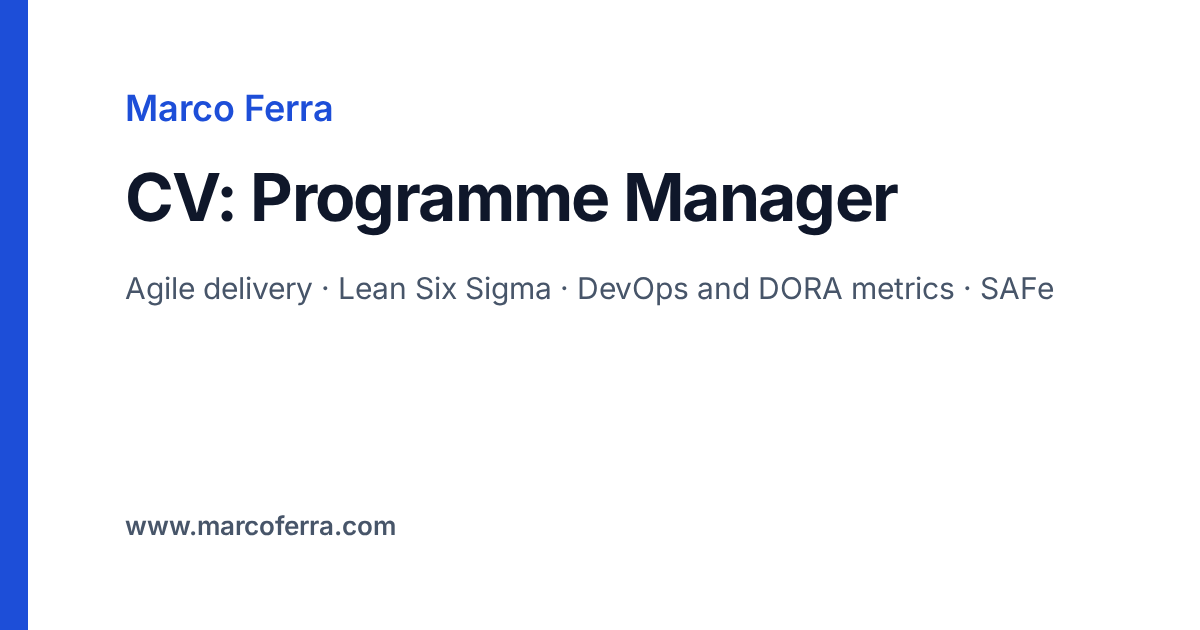 Marco Ferra
CV: Programme Manager
Agile delivery · Lean Six Sigma · DevOps and DORA metrics · SAFe
www.marcoferra.com